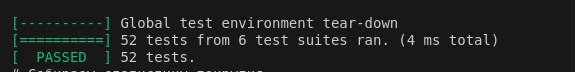 [----------] Global test environment tear-down
[==========] 52 tests from 6 test suites ran. (4 ms total)
[  PASSED  ] 52 tests.